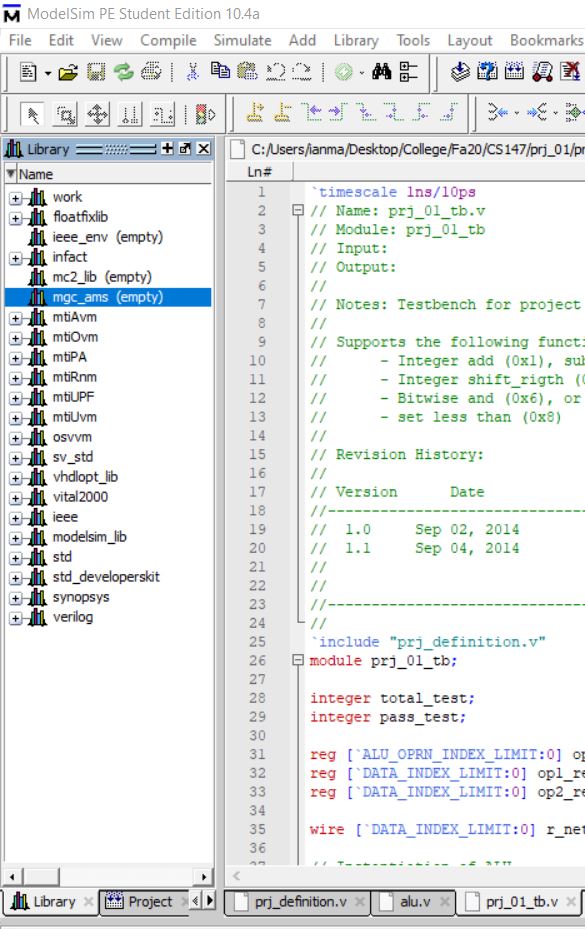 ModelSim PE Student Edition 10.4a
File Edit View Compile Simulate Add Library Tools Layout Bookmarks
Library
Name
work
floatfixlib
ieee_env (empty)
infact
mc2_lib (empty)
mgc_ams (empty)
mtiAvm
mtiOvm
mtiPA
mtiRnm
mtiUPF
mtiUvm
osvvm
sv_std
vhdlopt_lib
vital2000
ieee
modelsim_lib
std
std_developerskit
synopsys
verilog
Library Project
C:/Users/ianma/Desktop/College/Fa20/CS147/prj_01/pr
Ln#
1 `timescale 1ns/10ps
2 // Name: prj_01_tb.v
3 // Module: prj_01_tb
4 // Input:
5 // Output:
6 //
7 // Notes: Testbench for project
8 //
9 // Supports the following functi
10 // - Integer add (0x1), sub
11 // - Integer shift_rigth (0
12 // - Bitwise and (0x6), or
13 // - set less than (0x8)
14 //
15 // Revision History:
16 //
17 // Version Date
18 //--------------------------------
19 // 1.0 Sep 02, 2014
20 // 1.1 Sep 04, 2014
21 //
22 //
23 //--------------------------------
24 //
25 `include "prj_definition.v"
26 module prj_01_tb;
27
28 integer total_test;
29 integer pass_test;
30
31 reg [`ALU_OPRN_INDEX_LIMIT:0] op
32 reg [`DATA_INDEX_LIMIT:0] op1_re
33 reg [`DATA_INDEX_LIMIT:0] op2_re
34
35 wire [`DATA_INDEX_LIMIT:0] r_net
36
37 // Instantiation of ALU
prj_definition.v alu.v prj_01_tb.v